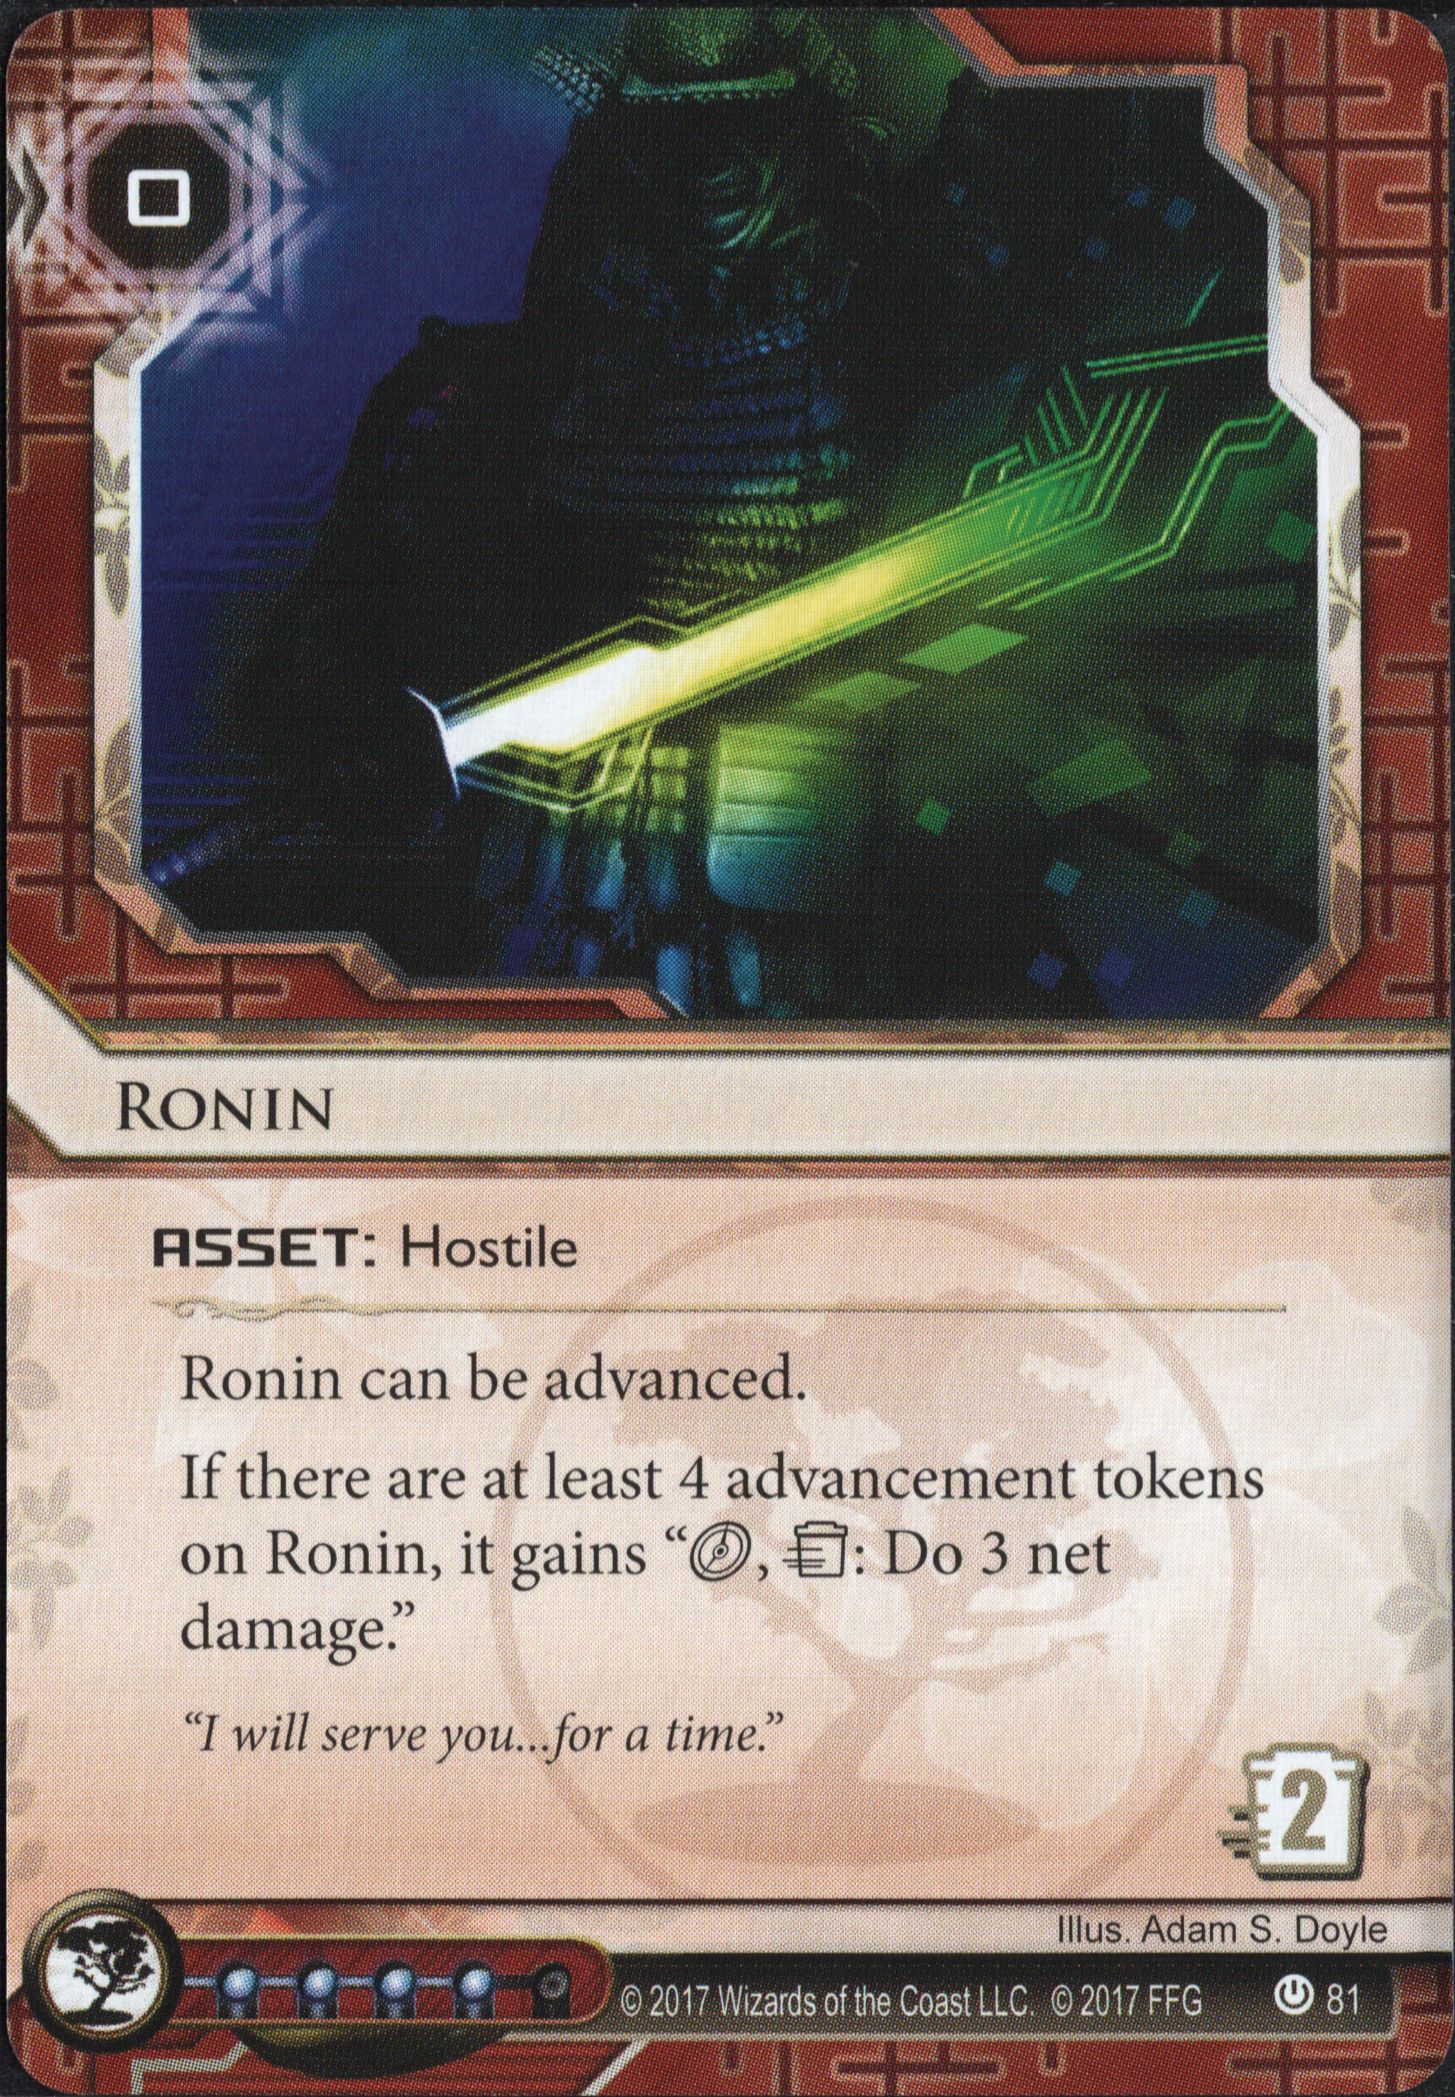 RONIN
ASSET: Hostile
Ronin can be advanced.
If there are at least 4 advancement tokens
on Ronin, it gains “ , : Do 3 net
damage.”
“I will serve you...for a time.”
2
Illus. Adam S. Doyle
© 2017 Wizards of the Coast LLC. © 2017 FFG 81